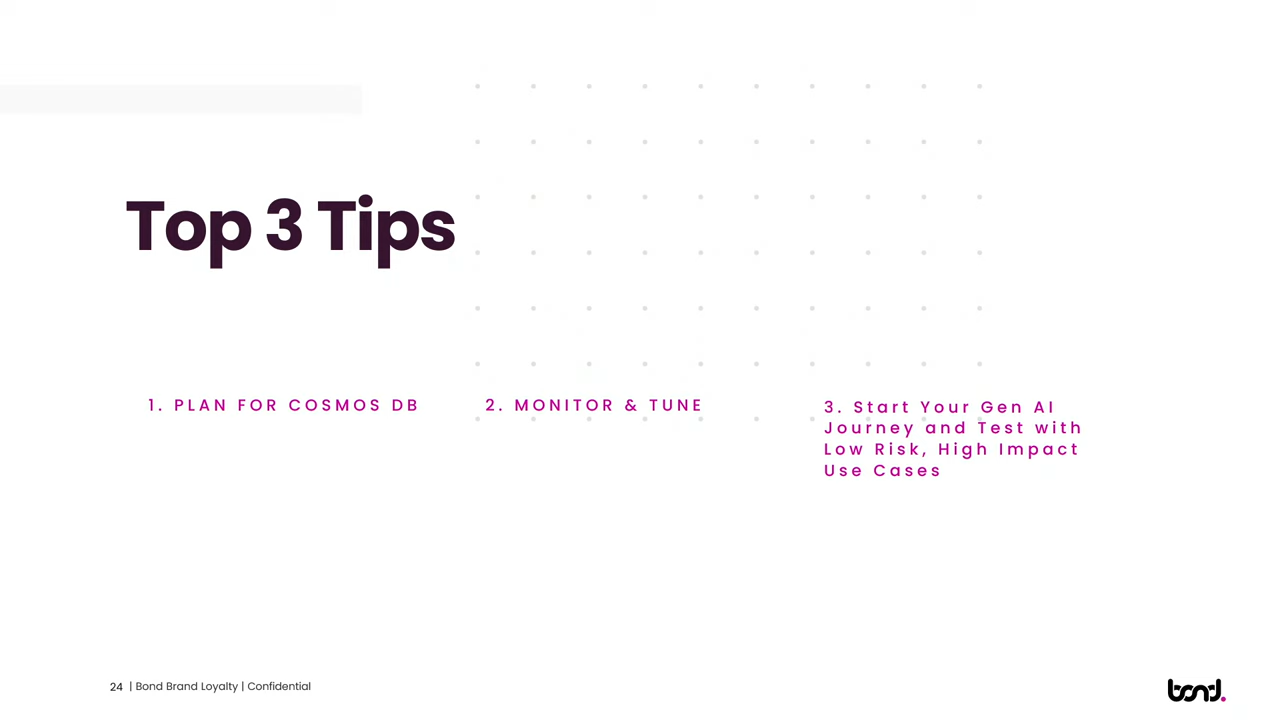 Top 3 Tips
1. PLAN FOR COSMOS DB
2. MONITOR & TUNE
3. Start Your Gen AI
Journey and Test with
Low Risk, High Impact
Use Cases
24 | Bond Brand Loyalty | Confidential
bond.